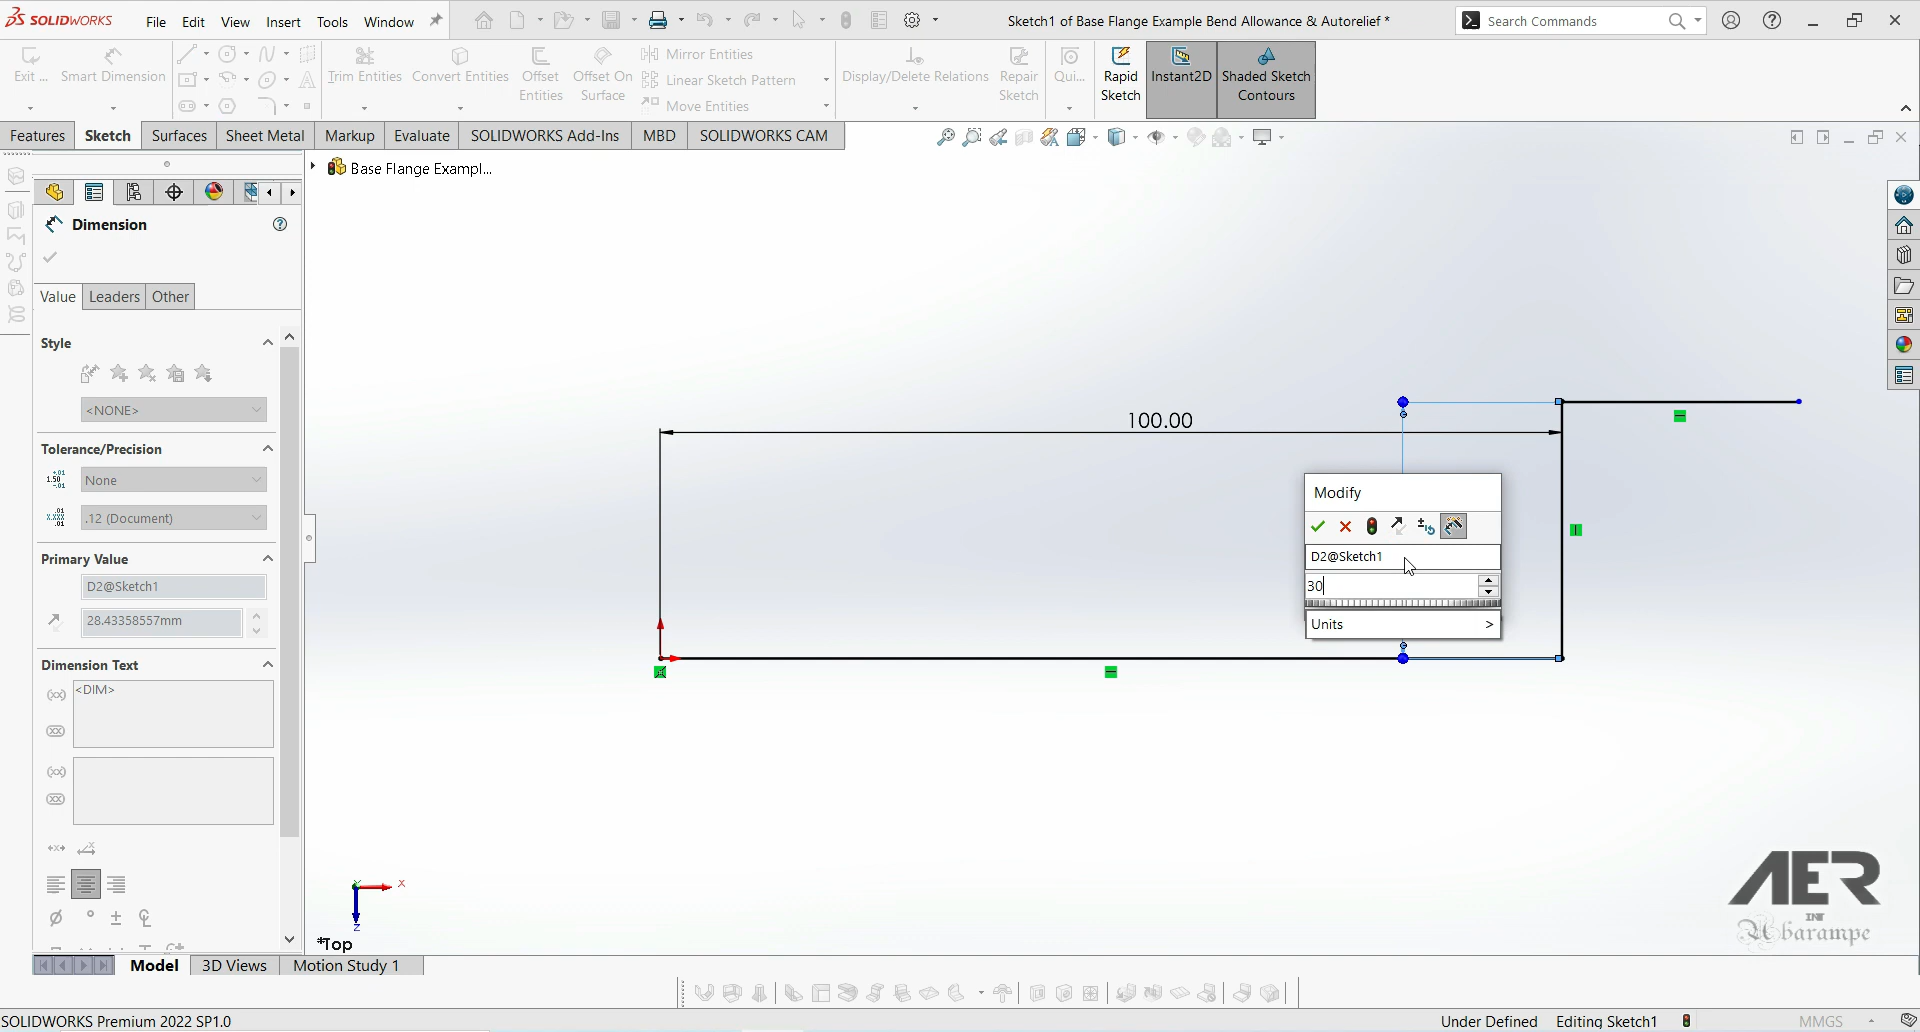 SOLIDWORKS
File Edit View Insert Tools Window
Sketch1 of Base Flange Example Bend Allowance & Autorelief *
Search Commands
Exit ...
Smart Dimension
Trim Entities
Convert Entities
Offset Entities
Offset On Surface
Mirror Entities
Linear Sketch Pattern
Move Entities
Display/Delete Relations
Repair Sketch
Qui...
Rapid Sketch
Instant2D
Shaded Sketch Contours
Features Sketch Surfaces Sheet Metal Markup Evaluate SOLIDWORKS Add-Ins MBD SOLIDWORKS CAM
Base Flange Exampl...
Dimension
Value Leaders Other
Style
<NONE>
Tolerance/Precision
None
.12 (Document)
Primary Value
D2@Sketch1
28.43358557mm
Dimension Text
<DIM>
100.00
Modify
D2@Sketch1
30
Units >
X
Z
*Top
AER
INT
Abarampe
Model 3D Views Motion Study 1
SOLIDWORKS Premium 2022 SP1.0
Under Defined Editing Sketch1 MMGS